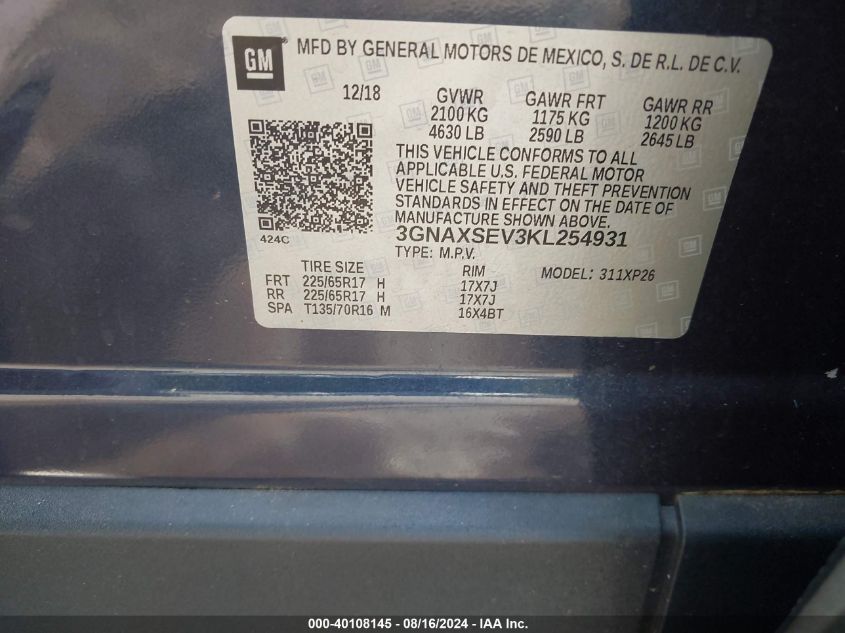 GM
MFD BY GENERAL MOTORS DE MEXICO, S. DE R.L. DE C.V.
12/18 GVWR GAWR FRT GAWR RR
2100 KG 1175 KG 1200 KG
4630 LB 2590 LB 2645 LB
THIS VEHICLE CONFORMS TO ALL
APPLICABLE U.S. FEDERAL MOTOR
VEHICLE SAFETY AND THEFT PREVENTION
STANDARDS IN EFFECT ON THE DATE OF
MANUFACTURE SHOWN ABOVE.
424C
3GNAXSEV3KL254931
TYPE: M.P.V.
TIRE SIZE RIM MODEL: 311XP26
FRT 225/65R17 H 17X7J
RR 225/65R17 H 17X7J
SPA T135/70R16 M 16X4BT
000-40108145 - 08/16/2024 - IAA Inc.